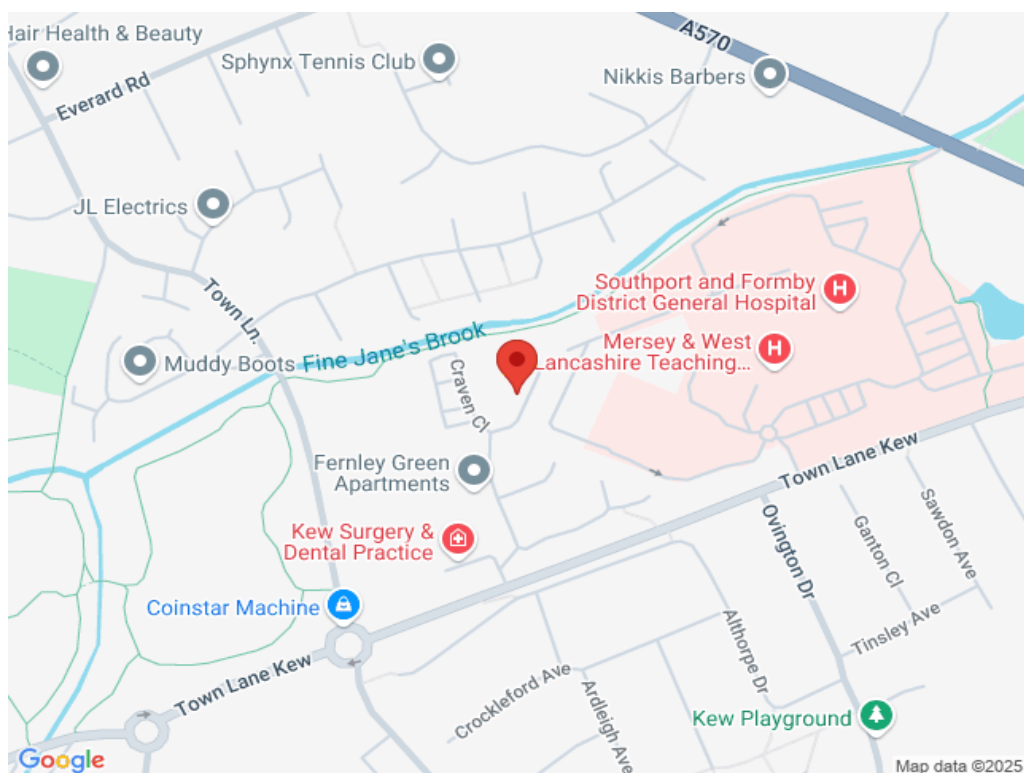 Hair Health & Beauty
A570
Sphynx Tennis Club
Nikkis Barbers
Everard Rd
JL Electrics
Southport and Formby
District General Hospital
Town Ln.
Mersey & West
Lancashire Teaching...
Fine Jane's Brook
Muddy Boots
Craven Cl
Fernley Green
Apartments
Town Lane Kew
Kew Surgery &
Dental Practice
Ovington Dr
Ganton Cl
Sawdon Ave
Coinstar Machine
Tinsley Ave
Althorpe Dr
Town Lane Kew
Crockleford Ave
Ardleigh Ave
Kew Playground
Google
Map data ©2025